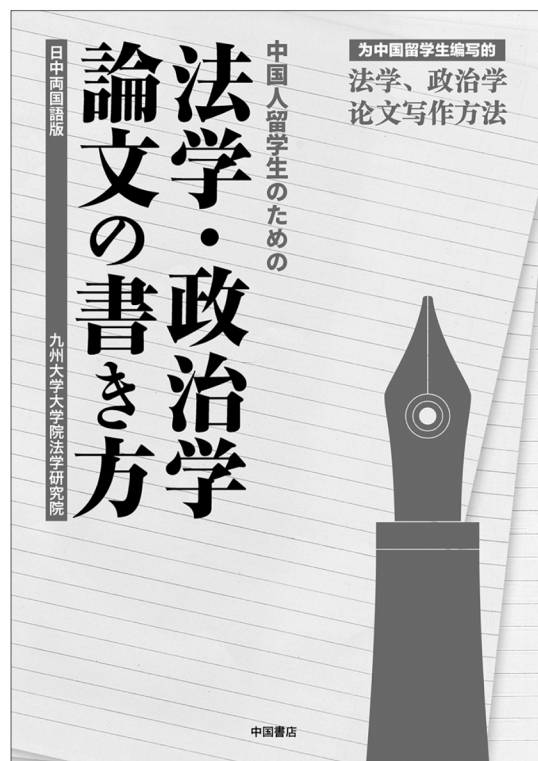 为中国留学生编写的
法学、政治学
论文写作方法
中国人留学生のための
法学・政治学
論文の書き方
日中両国語版
九州大学大学院法学研究院
中国書店